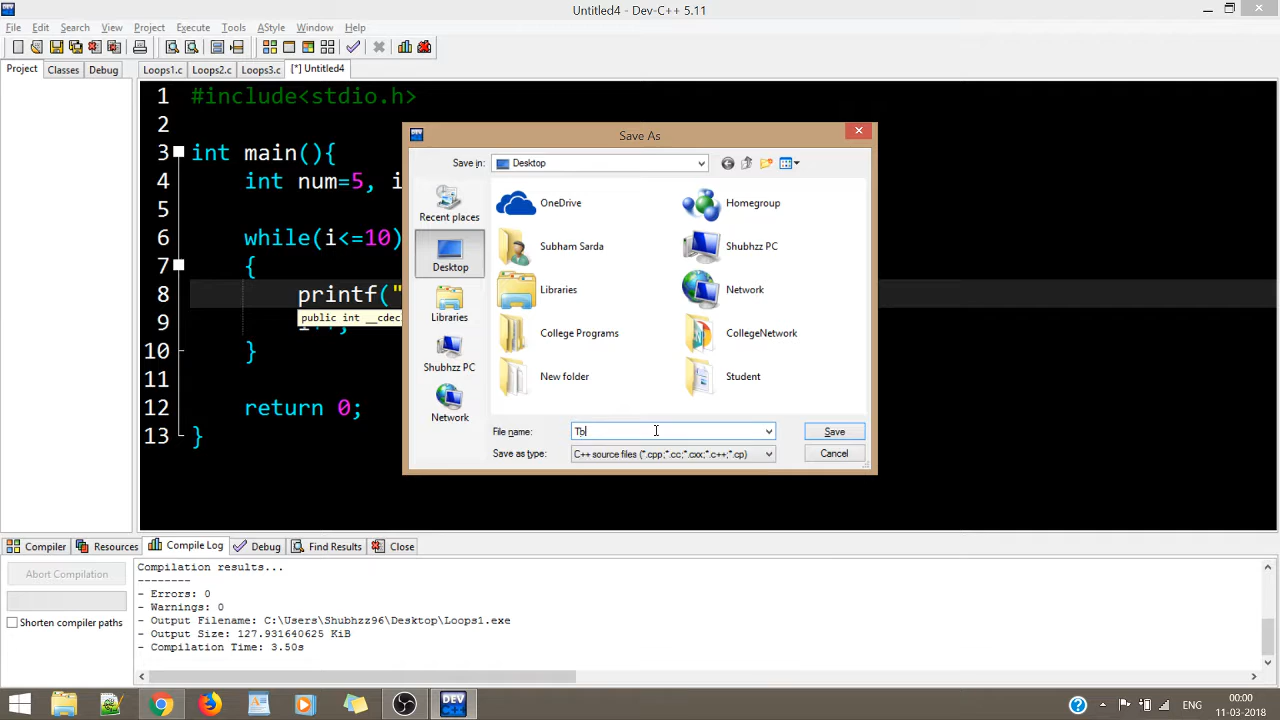 Untitled4 - Dev-C++ 5.11
File Edit Search View Project Execute Tools AStyle Window Help
Project Classes Debug Loops1.c Loops2.c Loops3.c [*] Untitled4
1 #include<stdio.h>
2
3 int main(){
4 int num=5, i
5
6 while(i<=10)
7 {
8 printf("
public int __cdec
9
10 }
11
12 return 0;
13 }
Save As
Save in: Desktop
Recent places
Desktop
Libraries
Shubhzz PC
Network
OneDrive Homegroup
Subham Sarda Shubhzz PC
Libraries Network
College Programs CollegeNetwork
New folder Student
File name: Tbl Save
Save as type: C++ source files (*.cpp;*.cc;*.cxx;*.c++;*.cp) Cancel
Compiler Resources Compile Log Debug Find Results Close
Abort Compilation
Shorten compiler paths
Compilation results...
--------
- Errors: 0
- Warnings: 0
- Output Filename: C:\Users\Shubhzz96\Desktop\Loops1.exe
- Output Size: 127.931640625 KiB
- Compilation Time: 3.50s
DEV
00:00
11-03-2018